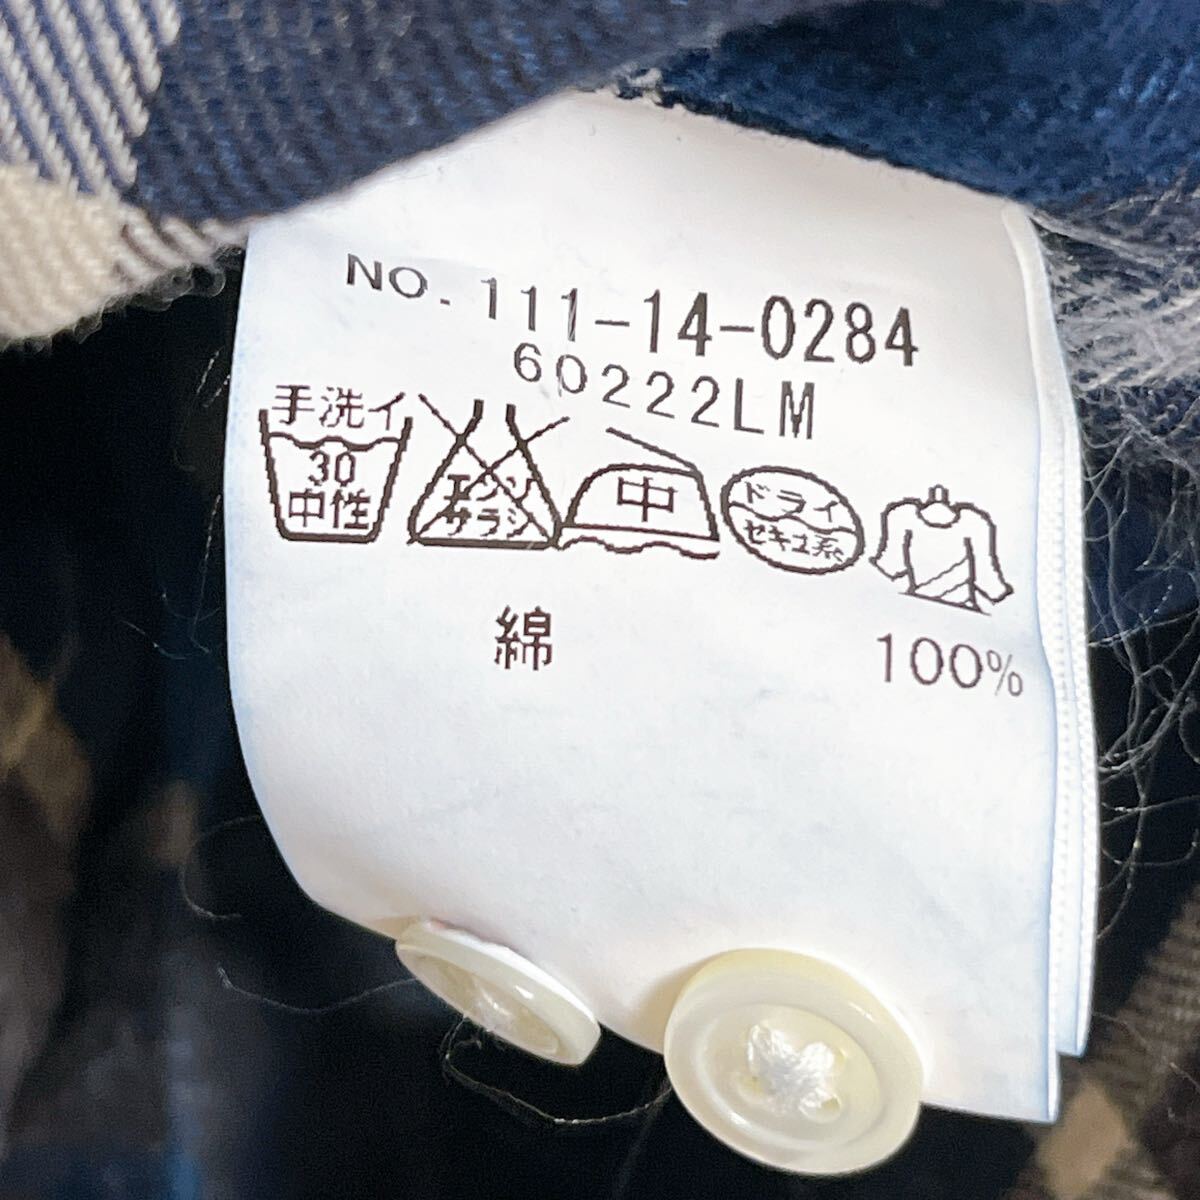 NO. 111-14-0284
60222LM
手洗イ
30
中性
エンソ
サラシ
中
ドライ
セキユ系
綿 100%